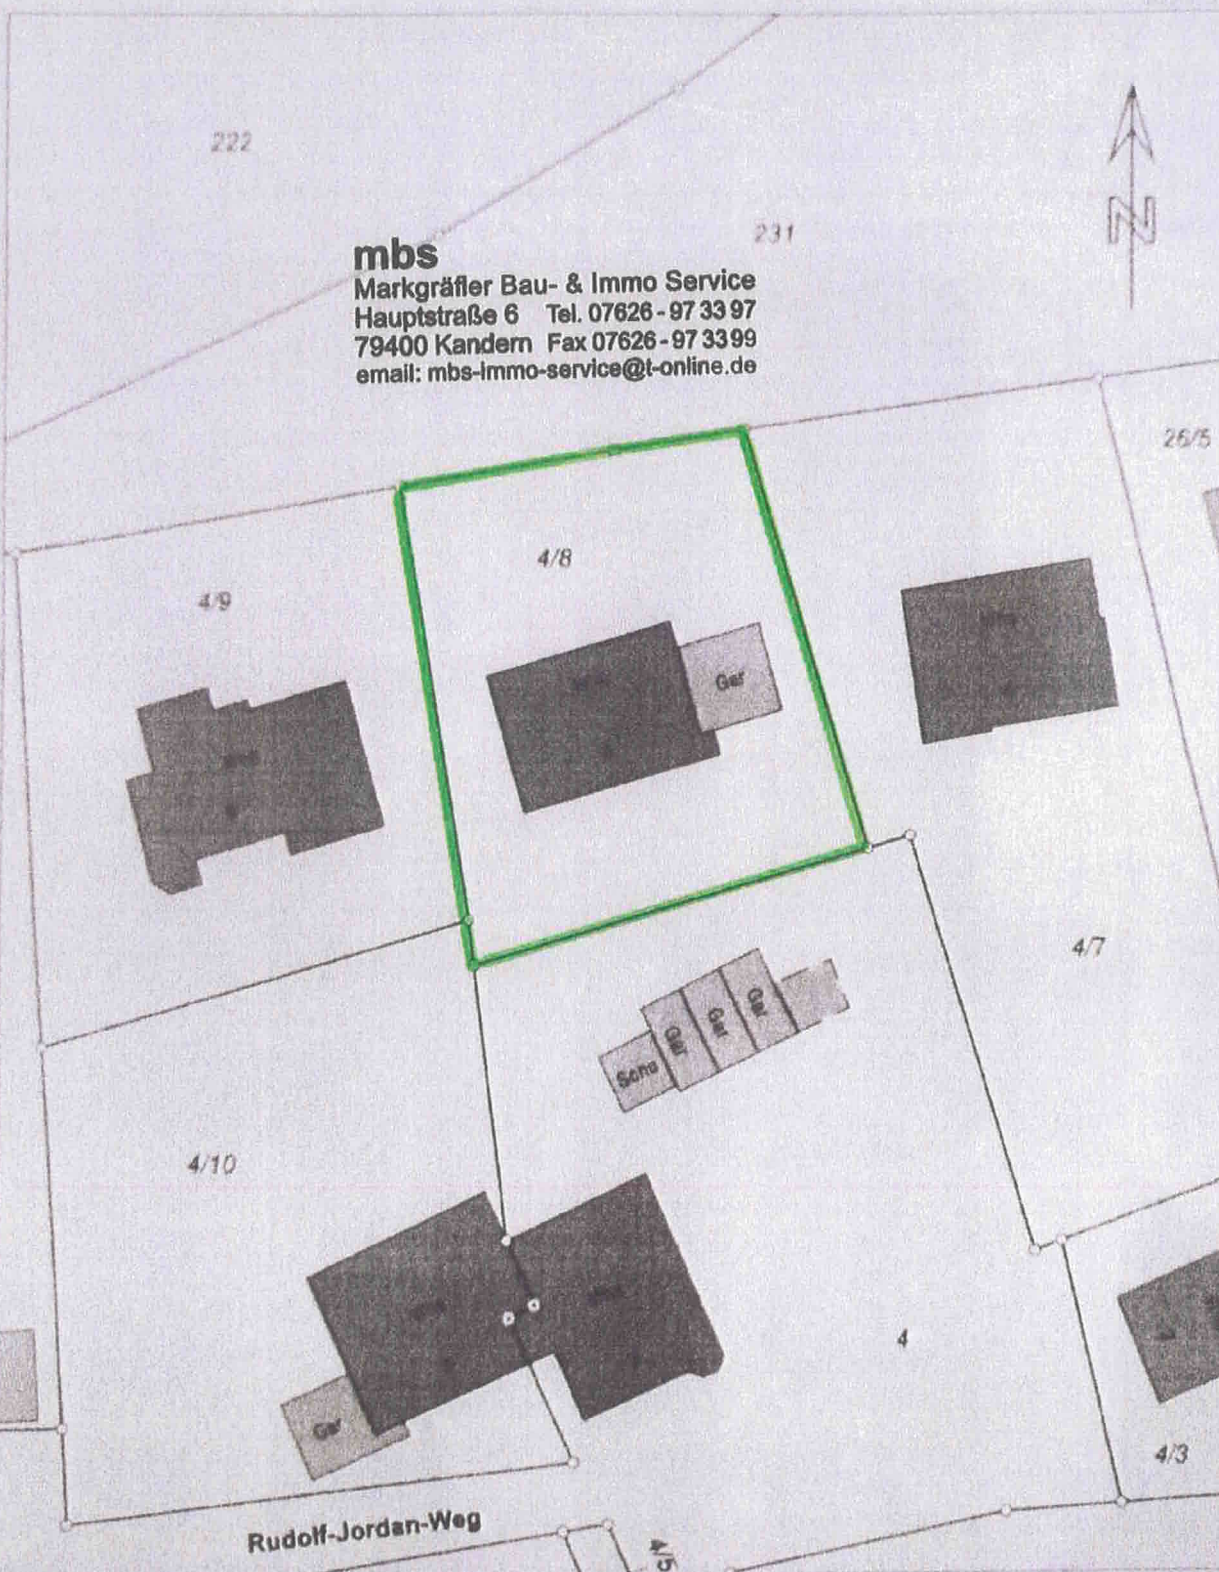 222
231
N
mbs
Markgräfler Bau- & Immo Service
Hauptstraße 6 Tel. 07626-97 33 97
79400 Kandern Fax 07626-97 33 99
email: mbs-immo-service@t-online.de
26/5
4/8
4/9
Gar
4/7
Gar
Gar
Gar
Schu
4/10
4
Gar
4/3
Rudolf-Jordan-Weg
4/5